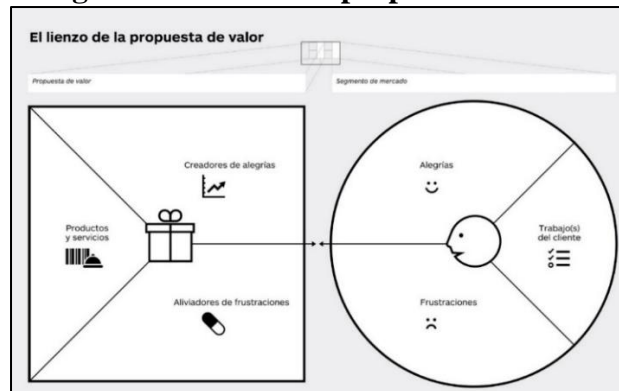 El lienzo de la propuesta de valor
Propuesta de valor
Segmento de mercado
Creadores de alegrías
Alegrías
Productos
y servicios
Trabajo(s)
del cliente
Aliviadores de frustraciones
Frustraciones